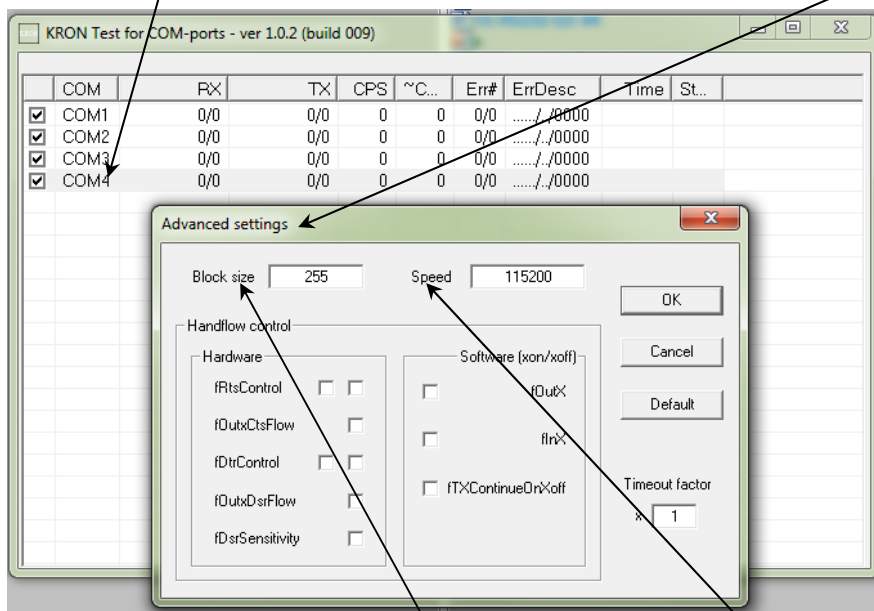 KRON Test for COM-ports - ver 1.0.2 (build 009)
COM RX TX CPS ~C... Err# ErrDesc Time St...
COM1 0/0 0/0 0 0 0/0 ....../../0000
COM2 0/0 0/0 0 0 0/0 ....../../0000
COM3 0/0 0/0 0 0 0/0 ....../../0000
COM4 0/0 0/0 0 0 0/0 ....../../0000
Advanced settings
Block size 255 Speed 115200
OK
Handflow control
Hardware
Software (xon/xoff)
Cancel
fRtsControl
fOutX
Default
fOutxCtsFlow
fInX
fDtrControl
fTXContinueOnXoff
Timeout factor
fOutxDsrFlow
x 1
fDsrSensitivity